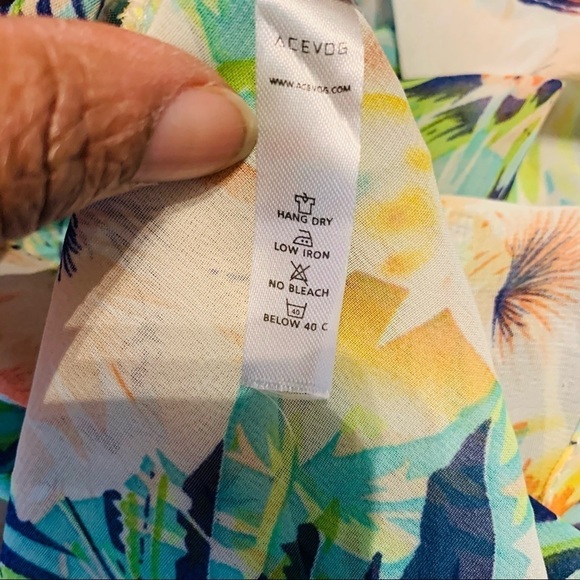 ACEVOG
WWW.ACEVOG.COM
HANG DRY
LOW IRON
NO BLEACH
40
BELOW 40 C